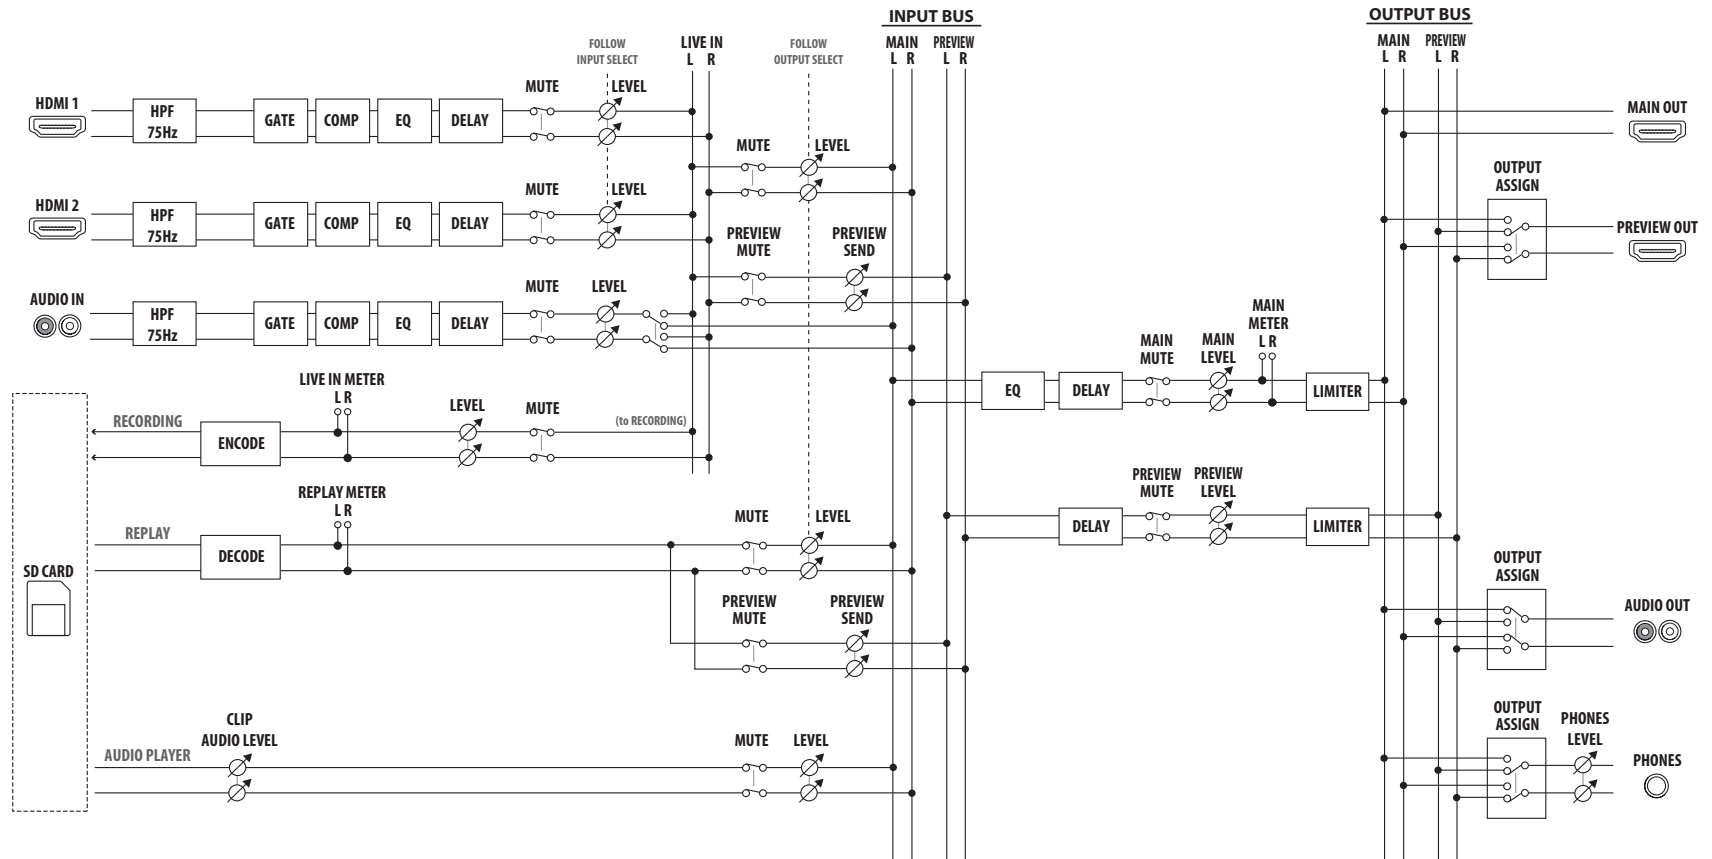 INPUT BUS
OUTPUT BUS
FOLLOW
INPUT SELECT
LIVE IN
L R
FOLLOW
OUTPUT SELECT
MAIN
L R
PREVIEW
L R
MAIN
L R
PREVIEW
L R
HDMI 1
HPF
75Hz
GATE
COMP
EQ
DELAY
MUTE
LEVEL
MAIN OUT
MUTE
LEVEL
OUTPUT
ASSIGN
HDMI 2
HPF
75Hz
GATE
COMP
EQ
DELAY
MUTE
LEVEL
PREVIEW
MUTE
PREVIEW
SEND
PREVIEW OUT
AUDIO IN
HPF
75Hz
GATE
COMP
EQ
DELAY
MUTE
LEVEL
MAIN
METER
L R
MAIN
MUTE
MAIN
LEVEL
EQ
DELAY
LIMITER
LIVE IN METER
L R
RECORDING
ENCODE
LEVEL
MUTE
(to RECORDING)
REPLAY METER
L R
REPLAY
DECODE
MUTE
LEVEL
PREVIEW
MUTE
PREVIEW
LEVEL
DELAY
LIMITER
SD CARD
PREVIEW
MUTE
PREVIEW
SEND
OUTPUT
ASSIGN
AUDIO OUT
CLIP
AUDIO LEVEL
AUDIO PLAYER
MUTE
LEVEL
OUTPUT
ASSIGN
PHONES
LEVEL
PHONES